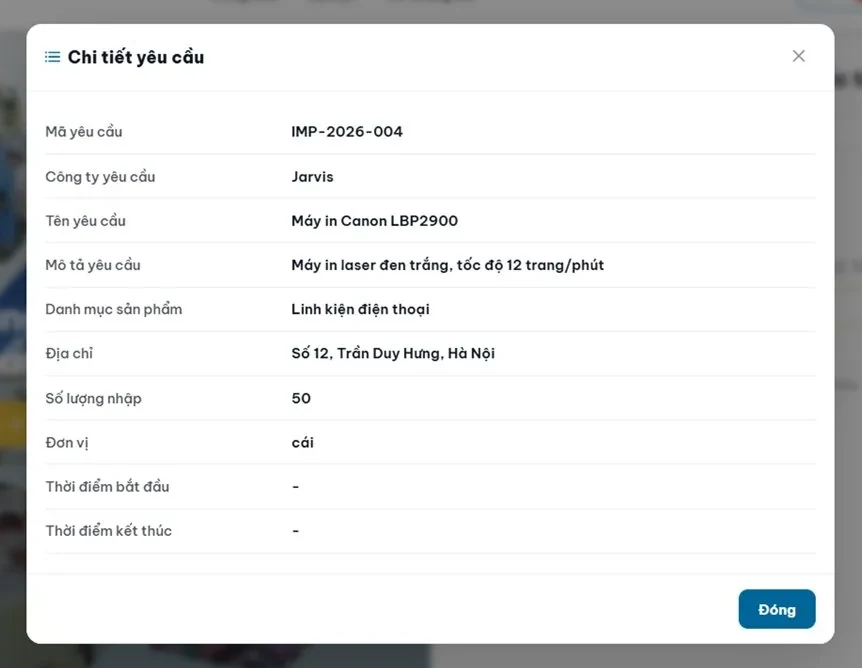 Chi tiết yêu cầu
Mã yêu cầu IMP-2026-004
Công ty yêu cầu Jarvis
Tên yêu cầu Máy in Canon LBP2900
Mô tả yêu cầu Máy in laser đen trắng, tốc độ 12 trang/phút
Danh mục sản phẩm Linh kiện điện thoại
Địa chỉ Số 12, Trần Duy Hưng, Hà Nội
Số lượng nhập 50
Đơn vị cái
Thời điểm bắt đầu -
Thời điểm kết thúc -
Đóng